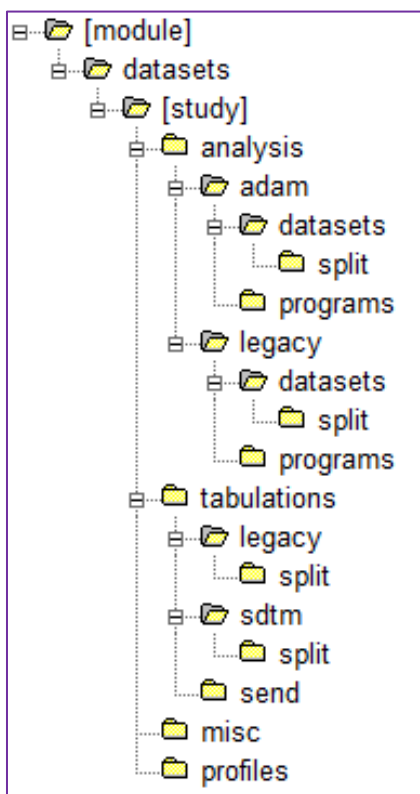 [module]
datasets
[study]
analysis
adam
datasets
split
programs
legacy
datasets
split
programs
tabulations
legacy
split
sdtm
split
send
misc
profiles